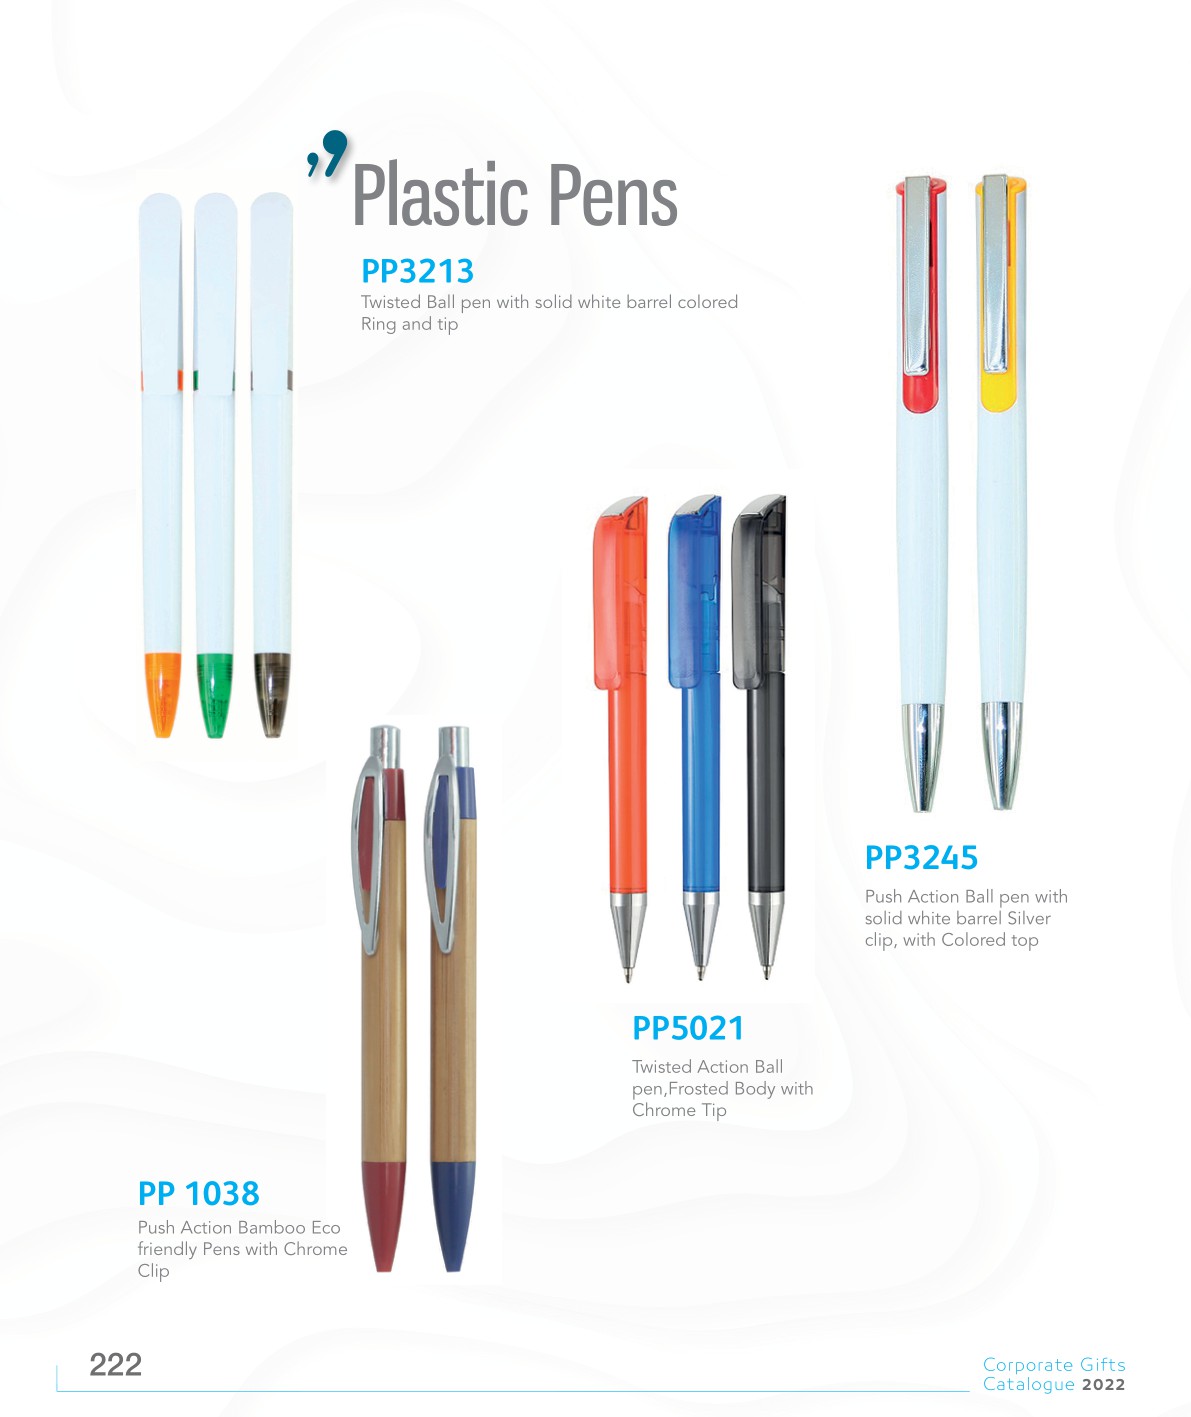 Plastic Pens
PP3213
Twisted Ball pen with solid white barrel colored
Ring and tip
PP3245
Push Action Ball pen with
solid white barrel Silver
clip, with Colored top
PP5021
Twisted Action Ball
pen,Frosted Body with
Chrome Tip
PP 1038
Push Action Bamboo Eco
friendly Pens with Chrome
Clip
222
Corporate Gifts
Catalogue 2022